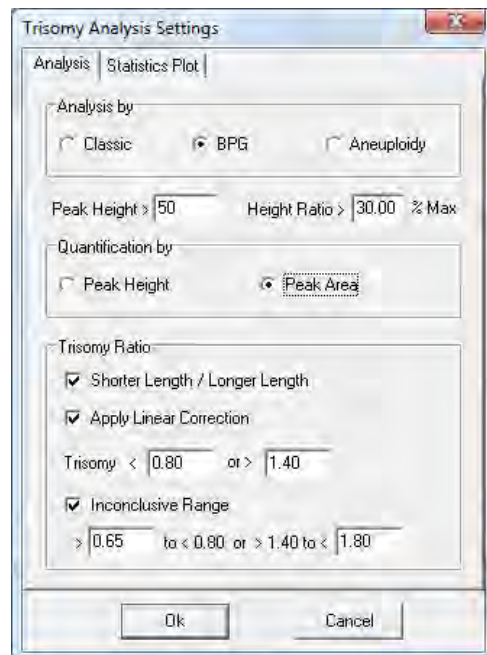 Trisomy Analysis Settings
Analysis Statistics Plot
Analysis by
Classic BPG Aneuploidy
Peak Height > 50 Height Ratio > 30.00 % Max
Quantification by
Peak Height Peak Area
Trisomy Ratio
Shorter Length / Longer Length
Apply Linear Correction
Trisomy < 0.80 or > 1.40
Inconclusive Range
> 0.65 to < 0.80 or > 1.40 to < 1.80
Ok Cancel